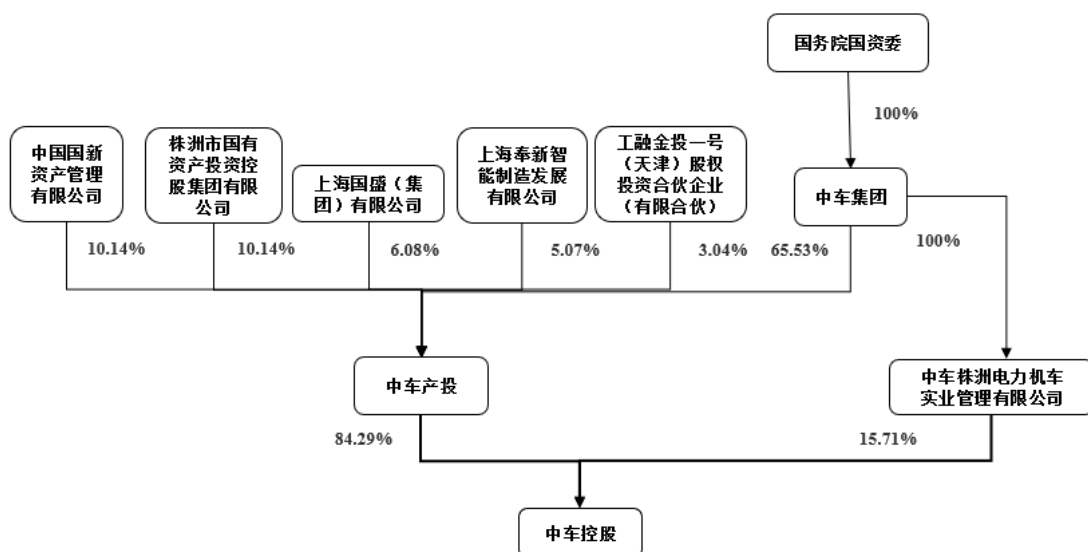 国务院国资委
100%
中国国新
资产管理
有限公司
株洲市国有
资产投资控
股集团有限
公司
上海国盛（集
团）有限公司
上海奉新智
能制造发展
有限公司
工融金投一号
（天津）股权
投资合伙企业
（有限合伙）
中车集团
10.14%
10.14%
6.08%
5.07%
3.04%
65.53%
100%
中车产投
中车株洲电力机车
实业管理有限公司
84.29%
15.71%
中车控股